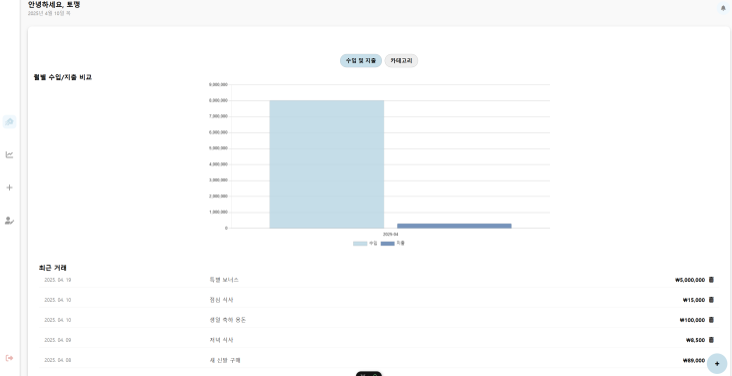 안녕하세요, 토명
2025년 4월 10일 목
수입 및 지출
카테고리
월별 수입/지출 비교
9,000,000
8,000,000
7,000,000
6,000,000
5,000,000
4,000,000
3,000,000
2,000,000
1,000,000
0
2025-04
수입
지출
최근 거래
2025. 04. 19 특별 보너스 ₩5,000,000
2025. 04. 10 점심 식사 ₩15,000
2025. 04. 10 생일 축하 용돈 ₩100,000
2025. 04. 09 저녁 식사 ₩8,500
2025. 04. 08 새 신발 구매 ₩89,000